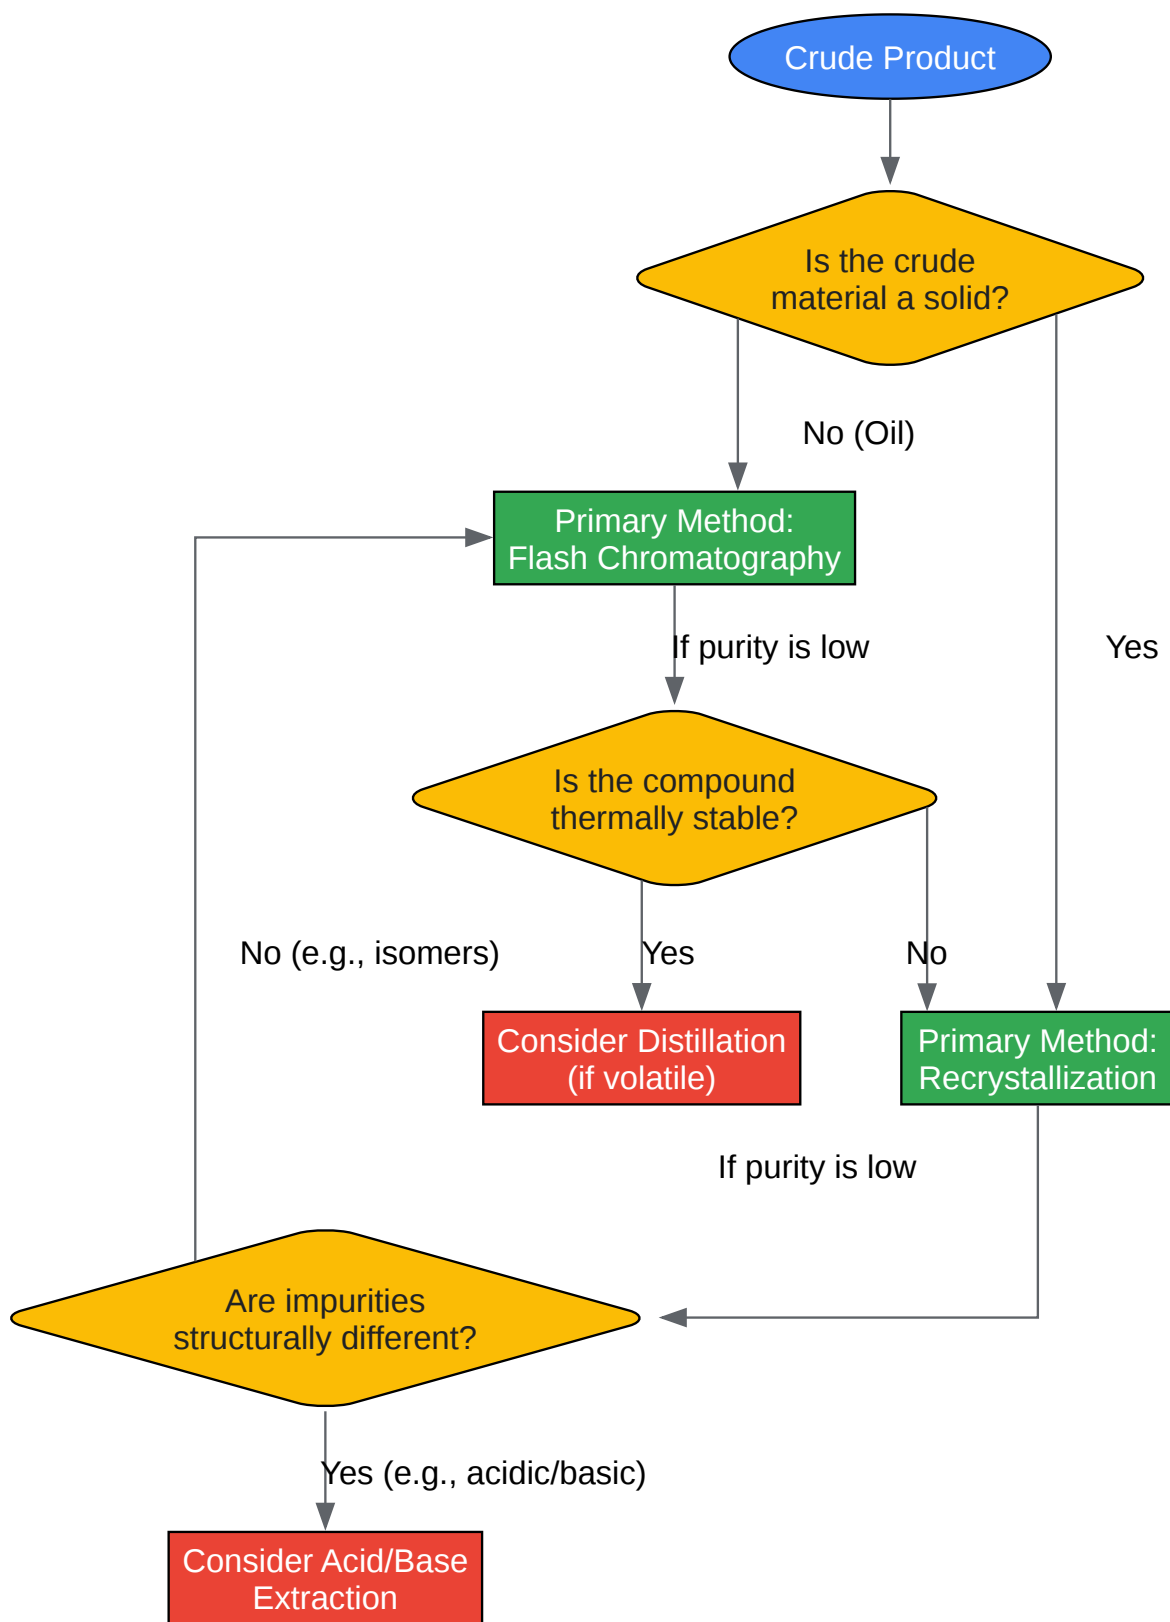 Crude Product
Is the crude
material a solid?
No (Oil)
Primary Method:
Flash Chromatography
If purity is low
Yes
Is the compound
thermally stable?
No (e.g., isomers)
Yes
No
Consider Distillation
(if volatile)
Primary Method:
Recrystallization
If purity is low
Are impurities
structurally different?
Yes (e.g., acidic/basic)
Consider Acid/Base
Extraction